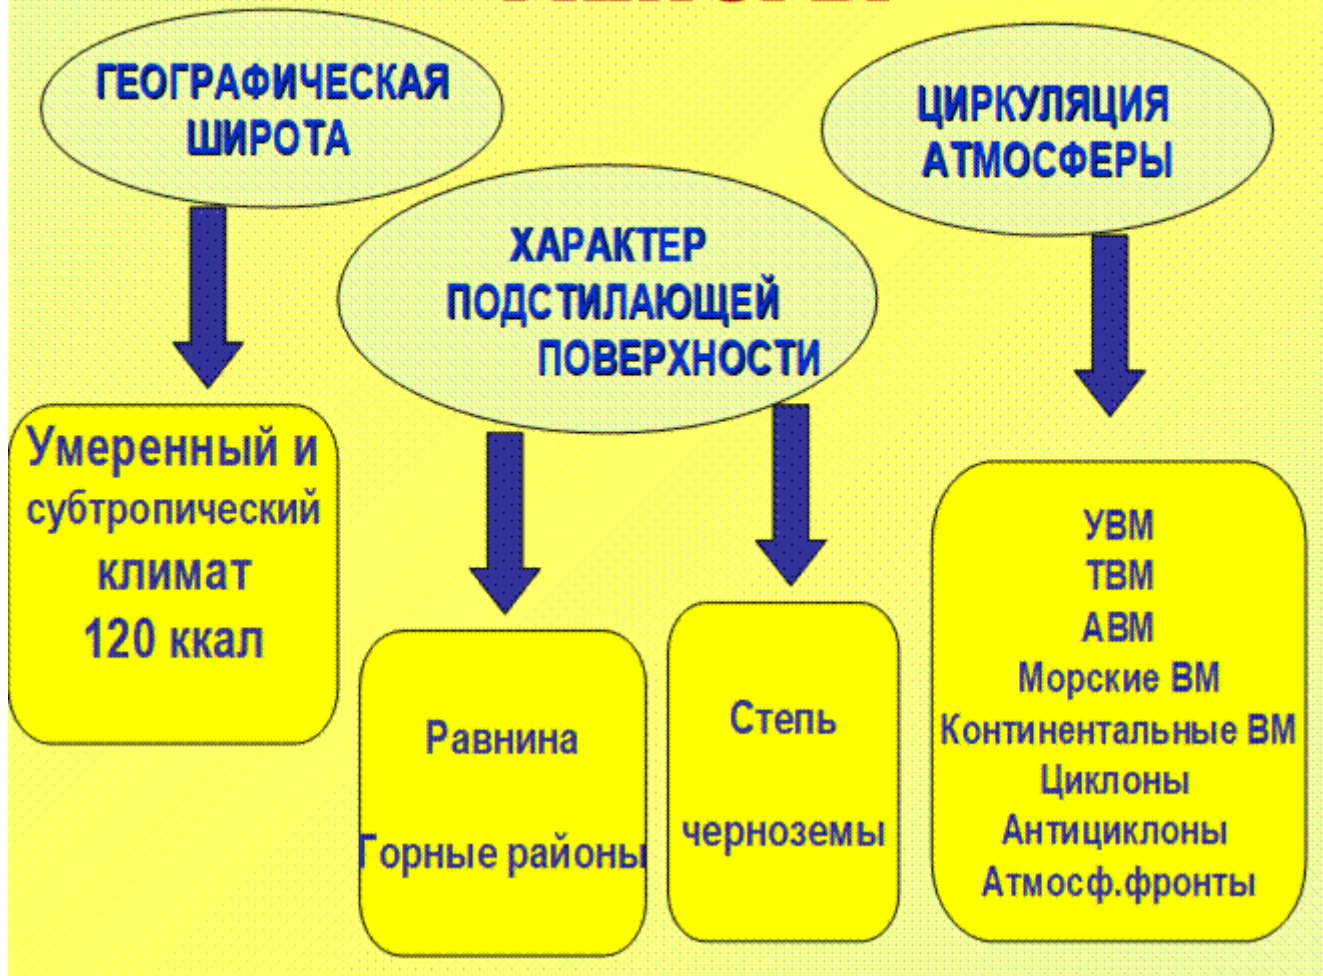 ГЕОГРАФИЧЕСКАЯ
ШИРОТА
ЦИРКУЛЯЦИЯ
АТМОСФЕРЫ
ХАРАКТЕР
ПОДСТИЛАЮЩЕЙ
ПОВЕРХНОСТИ
Умеренный и
субтропический
климат
120 ккал
Равнина
Горные районы
Степь
черноземы
УВМ
ТВМ
АВМ
Морские ВМ
Континентальные ВМ
Циклоны
Антициклоны
Атмосф.фронты